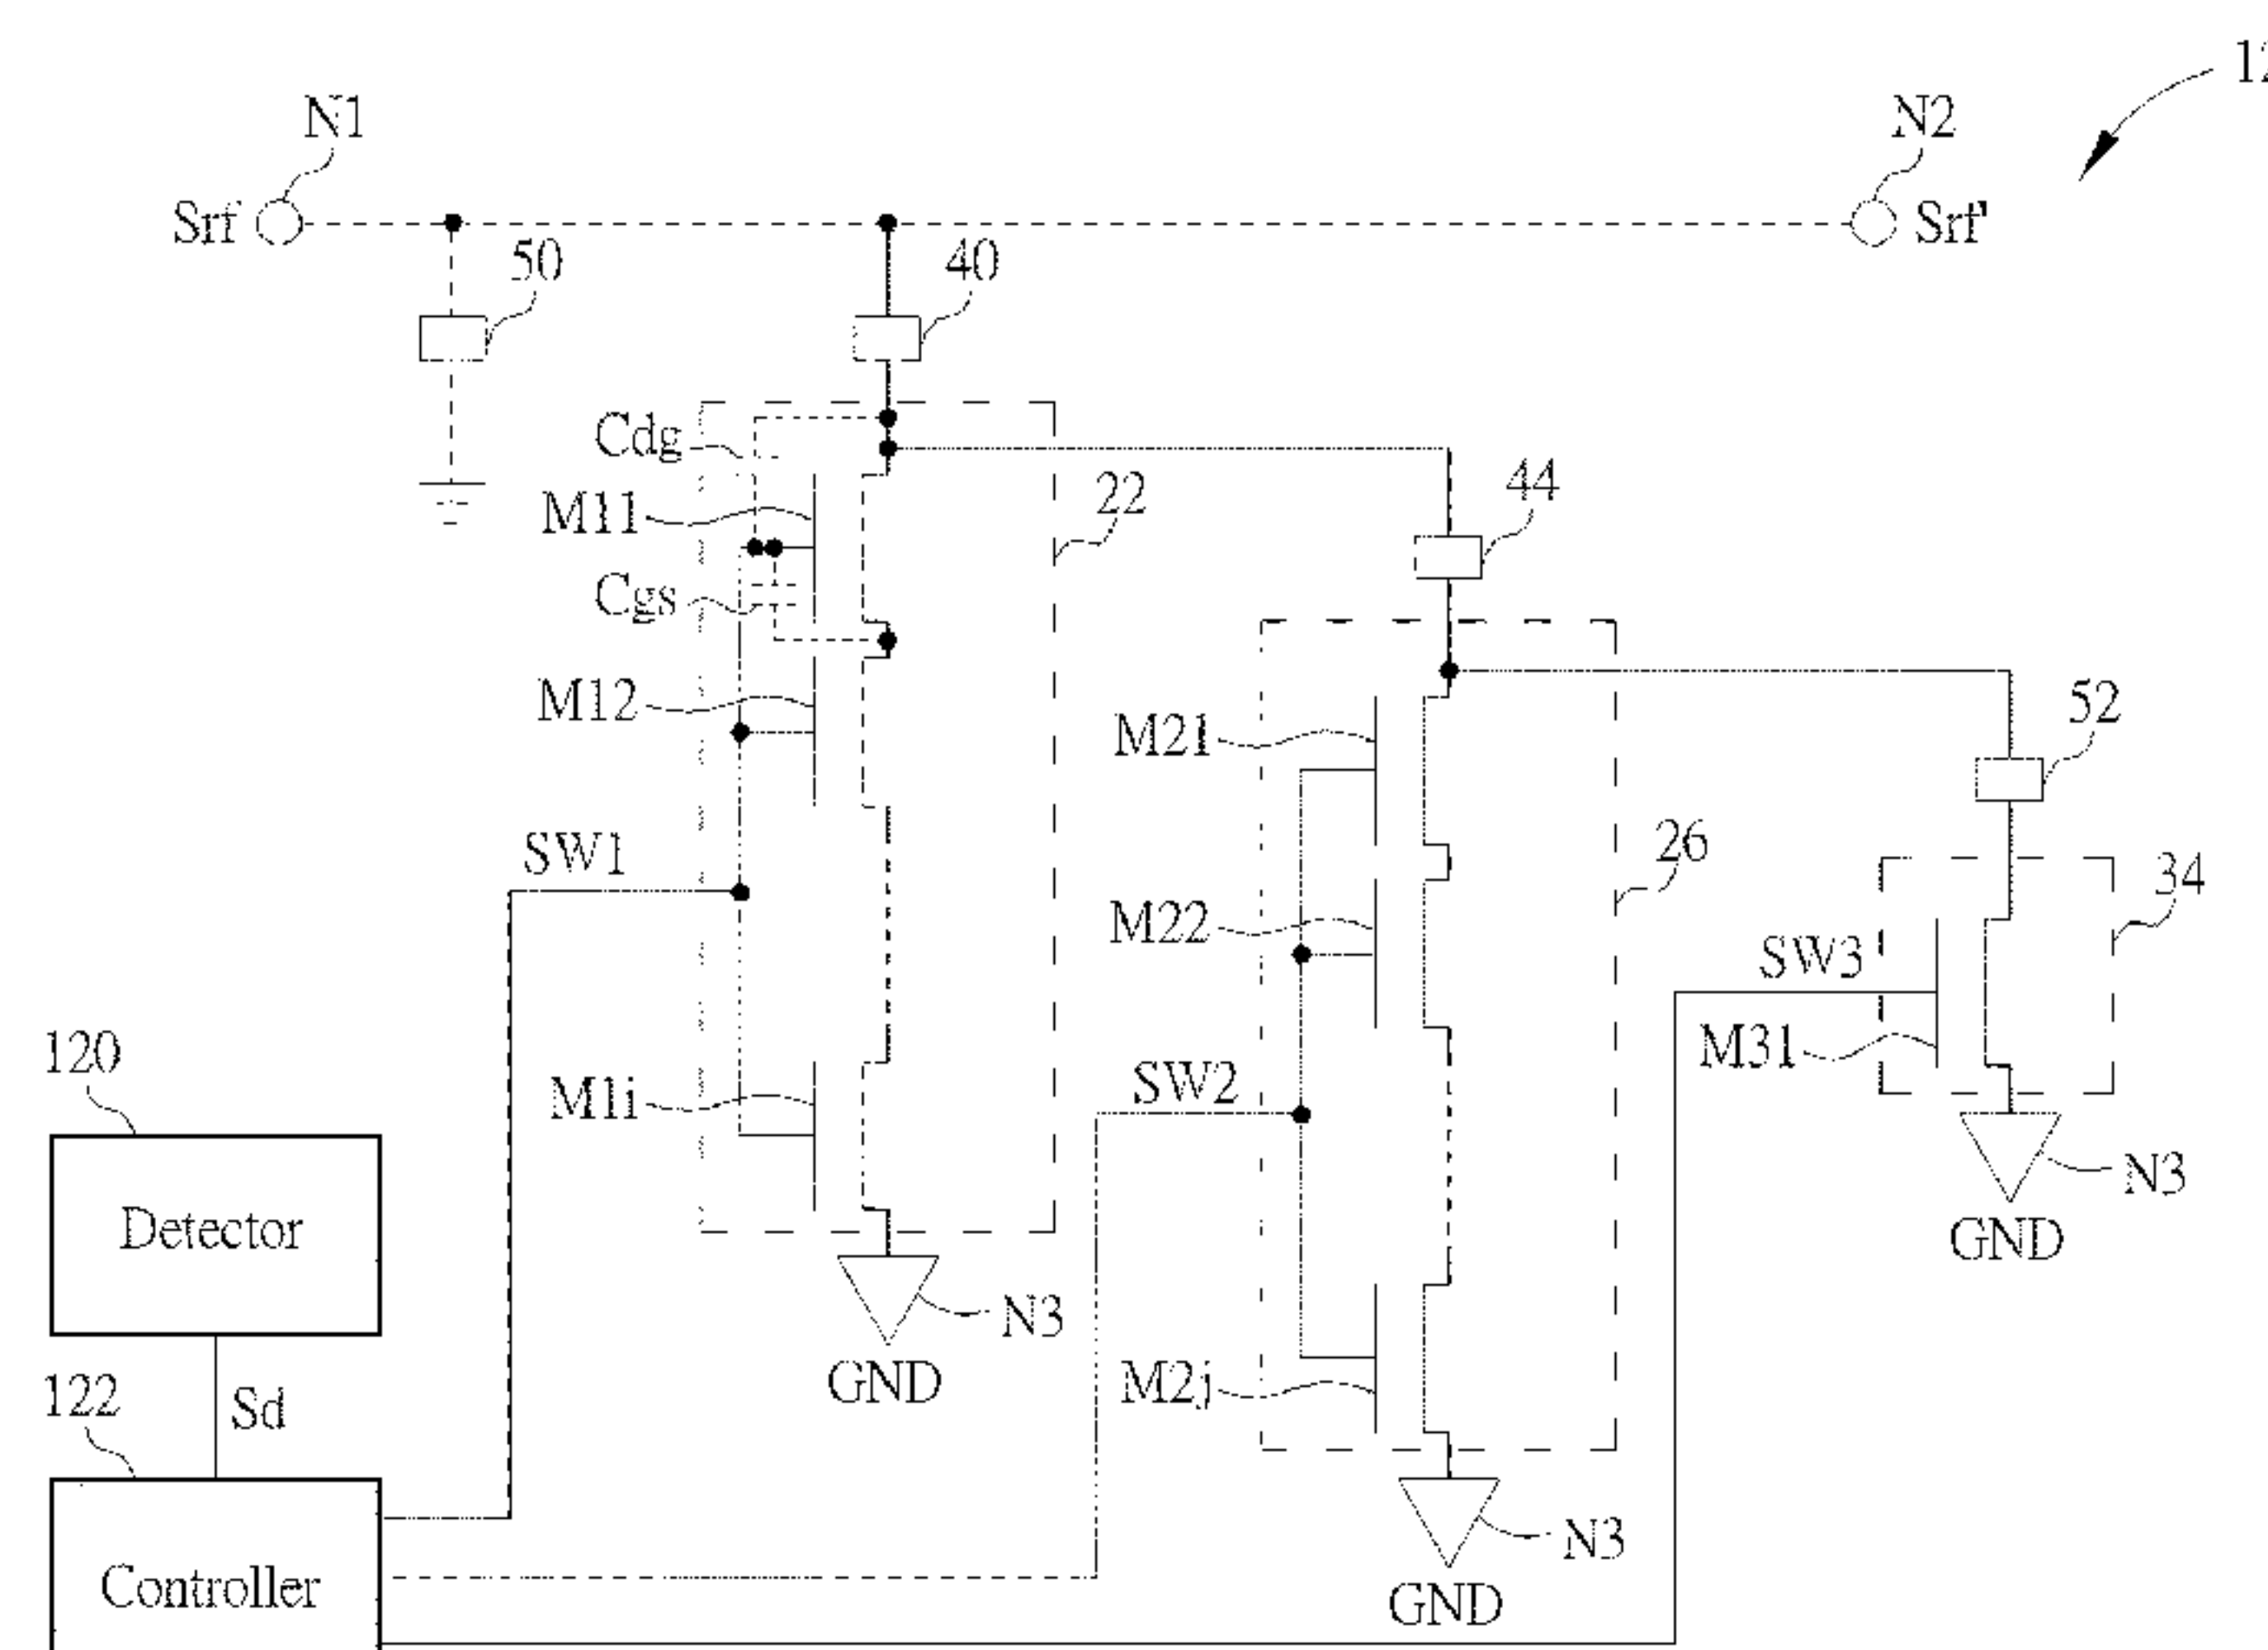 N1
N2
Srf
Srf'
50
40
Cdg
M11
22
44
Cgs
M12
52
M21
SW1
26
34
M22
SW3
120
M31
M1i
SW2
N3
Detector
GND
N3
122
Sd
GND
M2j
N3
Controller
GND